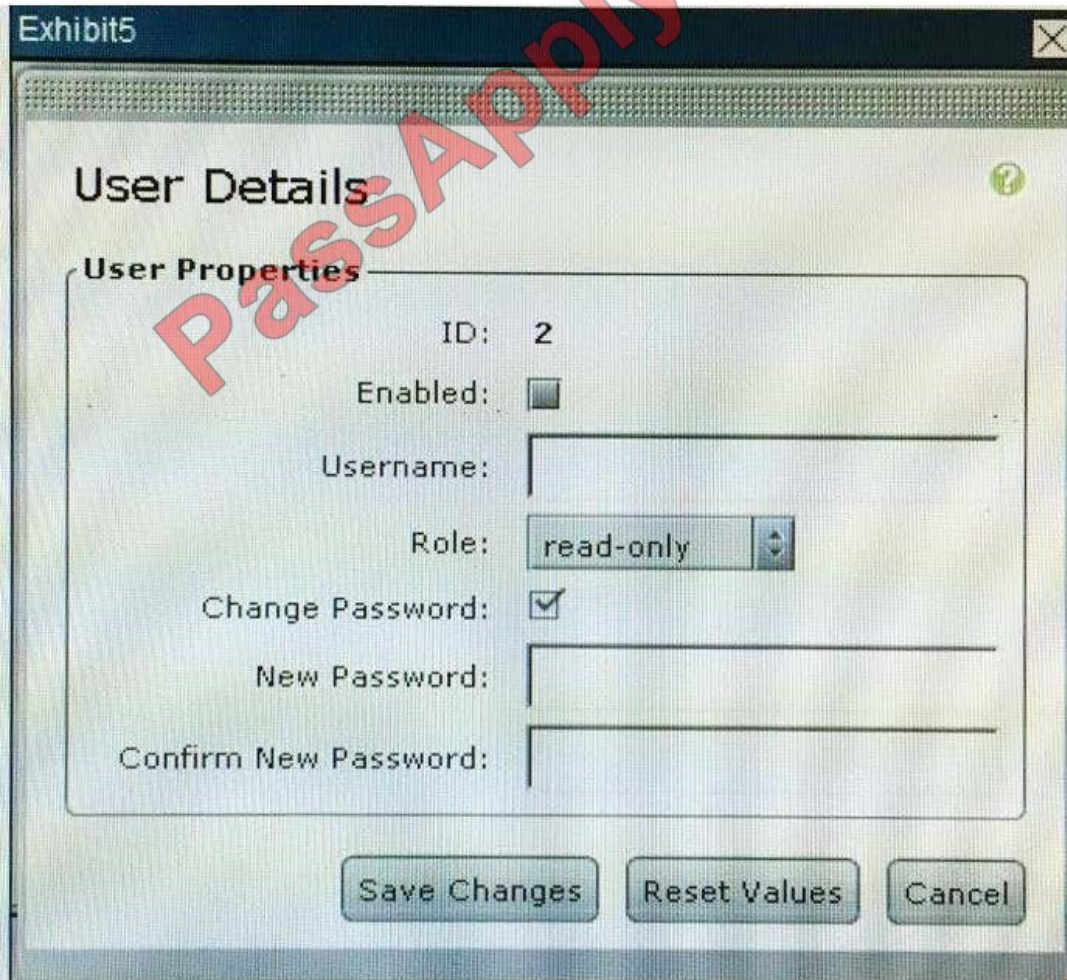 Exhibit5
User Details
User Properties
ID: 2
Enabled:
Username:
Role: read-only
Change Password:
New Password:
Confirm New Password:
Save Changes Reset Values Cancel
PassApply